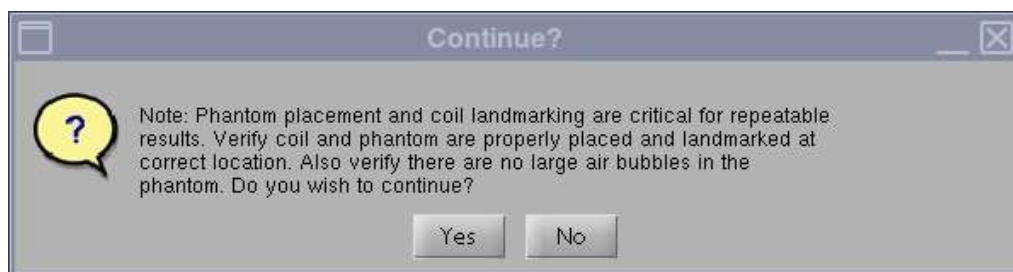 Continue?
?
Note: Phantom placement and coil landmarking are critical for repeatable
results. Verify coil and phantom are properly placed and landmarked at
correct location. Also verify there are no large air bubbles in the
phantom. Do you wish to continue?
Yes No